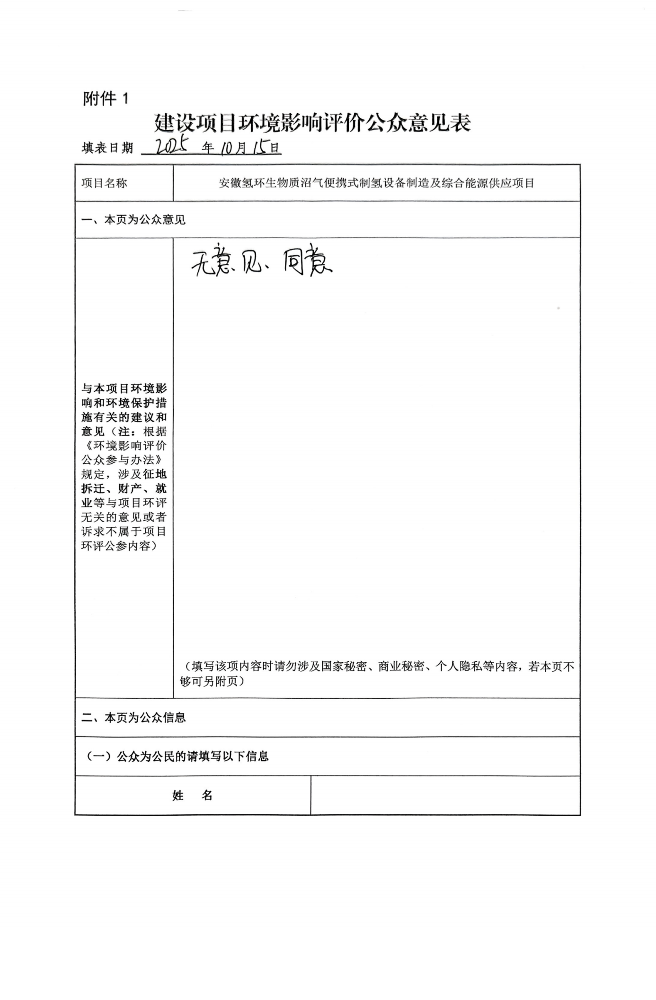 附件 1
建设项目环境影响评价公众意见表
填表日期 2025 年 10 月 15 日
项目名称
安徽氢环生物质沼气便携式制氢设备制造及综合能源供应项目
一、本页为公众意见
与本项目环境影
响和环境保护措
施有关的建议和
意见（注：根据
《环境影响评价
公众参与办法》
规定，涉及征地
拆迁、财产、就
业等与项目环评
无关的意见或者
诉求不属于项目
环评公参内容）
无意见、同意
（填写该项内容时请勿涉及国家秘密、商业秘密、个人隐私等内容，若本页不
够可另附页）
二、本页为公众信息
（一）公众为公民的请填写以下信息
姓 名